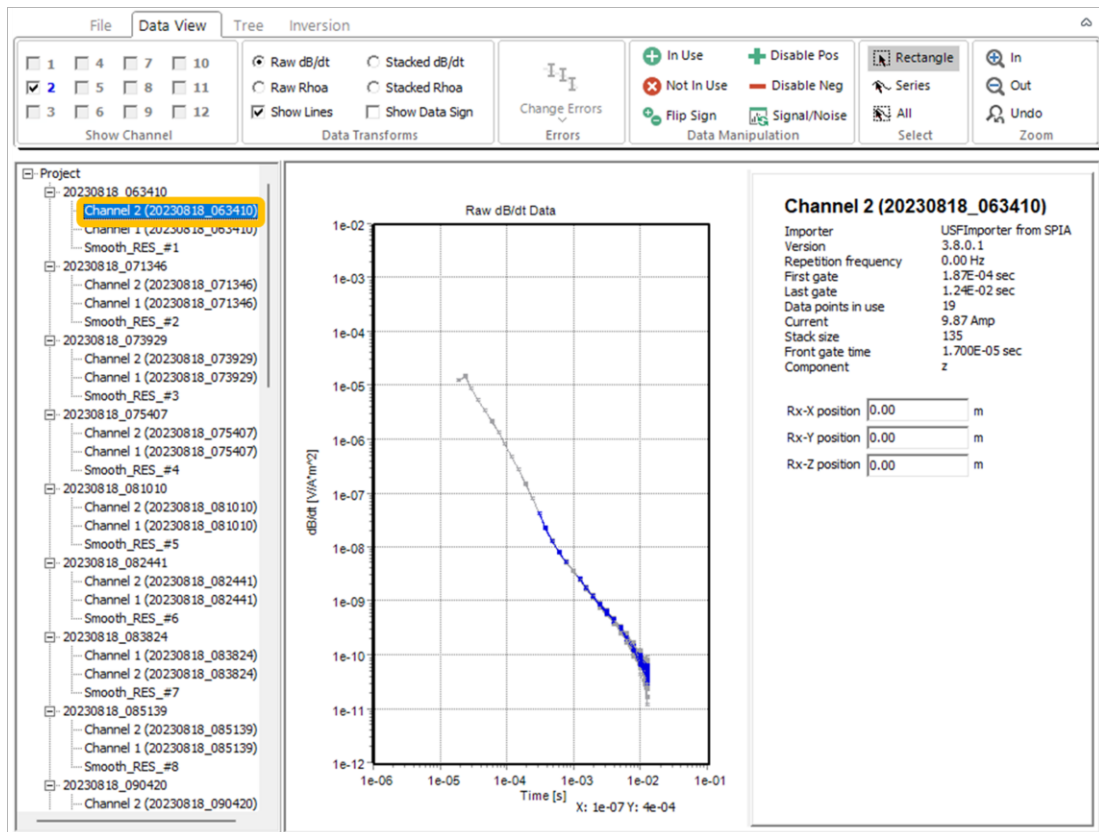 File Data View Tree Inversion
1 4 7 10
2 5 8 11
3 6 9 12
Show Channel
Raw dB/dt Stacked dB/dt
Raw Rhoa Stacked Rhoa
Show Lines Show Data Sign
Data Transforms
Change Errors
Errors
In Use Disable Pos
Not In Use Disable Neg
Flip Sign Signal/Noise
Data Manipulation
Rectangle
Series
All
Select
In
Out
Undo
Zoom
Project
20230818_063410
Channel 2 (20230818_063410)
Channel 1 (20230818_063410)
Smooth_RES_#1
20230818_071346
Channel 2 (20230818_071346)
Channel 1 (20230818_071346)
Smooth_RES_#2
20230818_073929
Channel 2 (20230818_073929)
Channel 1 (20230818_073929)
Smooth_RES_#3
20230818_075407
Channel 2 (20230818_075407)
Channel 1 (20230818_075407)
Smooth_RES_#4
20230818_081010
Channel 2 (20230818_081010)
Channel 1 (20230818_081010)
Smooth_RES_#5
20230818_082441
Channel 2 (20230818_082441)
Channel 1 (20230818_082441)
Smooth_RES_#6
20230818_083824
Channel 1 (20230818_083824)
Channel 2 (20230818_083824)
Smooth_RES_#7
20230818_085139
Channel 2 (20230818_085139)
Channel 1 (20230818_085139)
Smooth_RES_#8
20230818_090420
Channel 2 (20230818_090420)
Raw dB/dt Data
dB/dt [V/A*m^2]
1e-02
1e-03
1e-04
1e-05
1e-06
1e-07
1e-08
1e-09
1e-10
1e-11
1e-12
1e-06 1e-05 1e-04 1e-03 1e-02 1e-01
Time [s]
X: 1e-07 Y: 4e-04
Channel 2 (20230818_063410)
Importer USFImporter from SPIA
Version 3.8.0.1
Repetition frequency 0.00 Hz
First gate 1.87E-04 sec
Last gate 1.24E-02 sec
Data points in use 19
Current 9.87 Amp
Stack size 135
Front gate time 1.700E-05 sec
Component z
Rx-X position 0.00 m
Rx-Y position 0.00 m
Rx-Z position 0.00 m